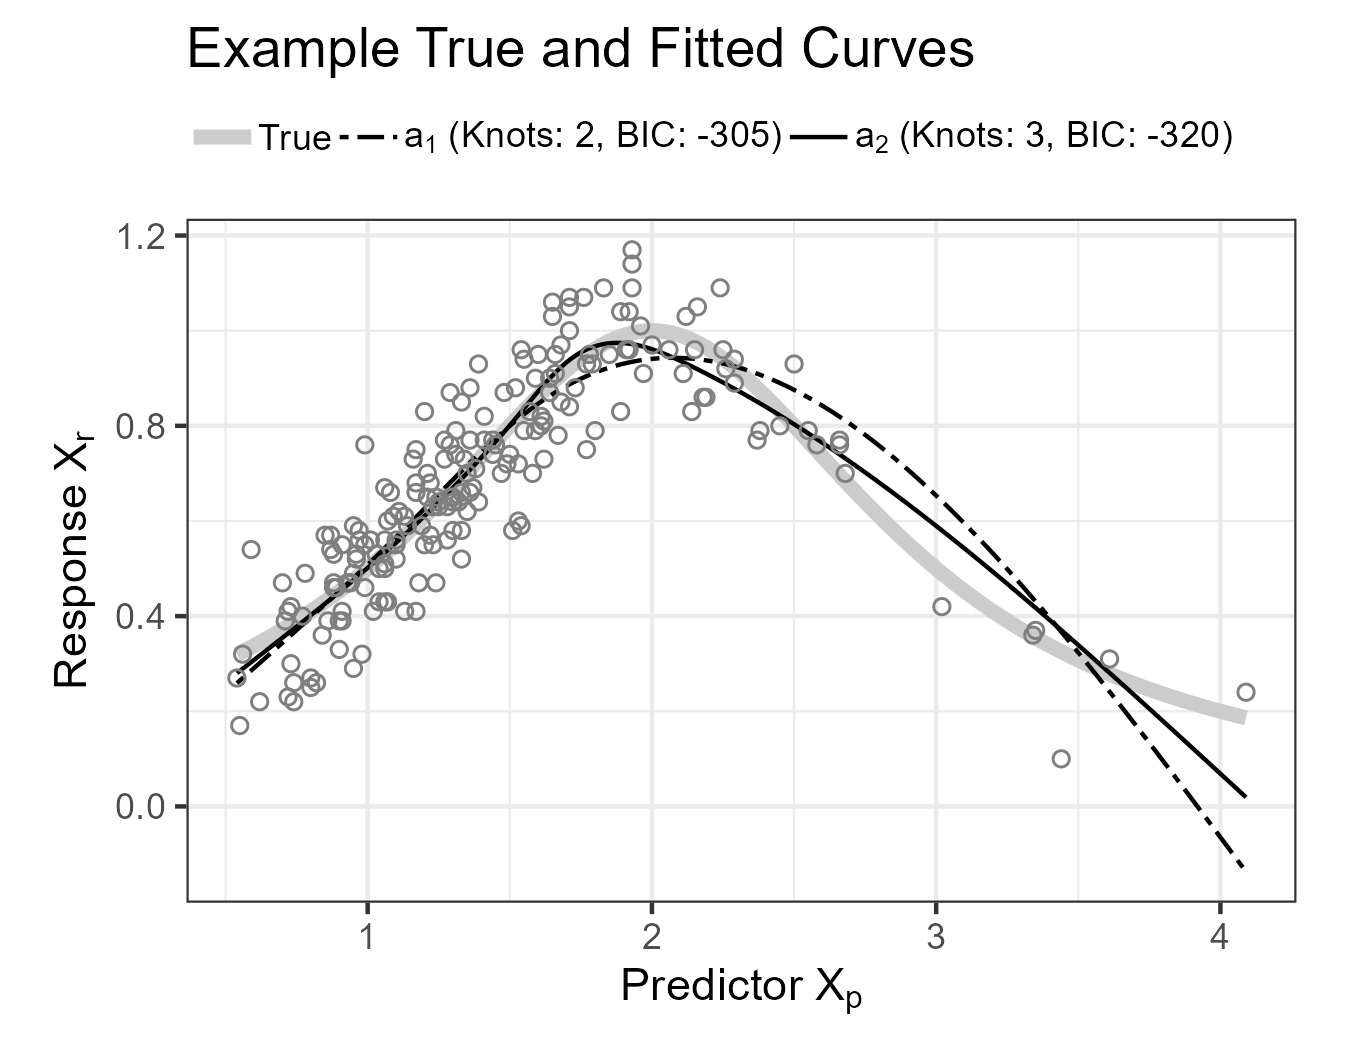 Example True and Fitted Curves
True a₁ (Knots: 2, BIC: -305) a₂ (Knots: 3, BIC: -320)
1.2
0.8
0.4
0.0
Response Xᵣ
1 2 3 4
Predictor Xₚ